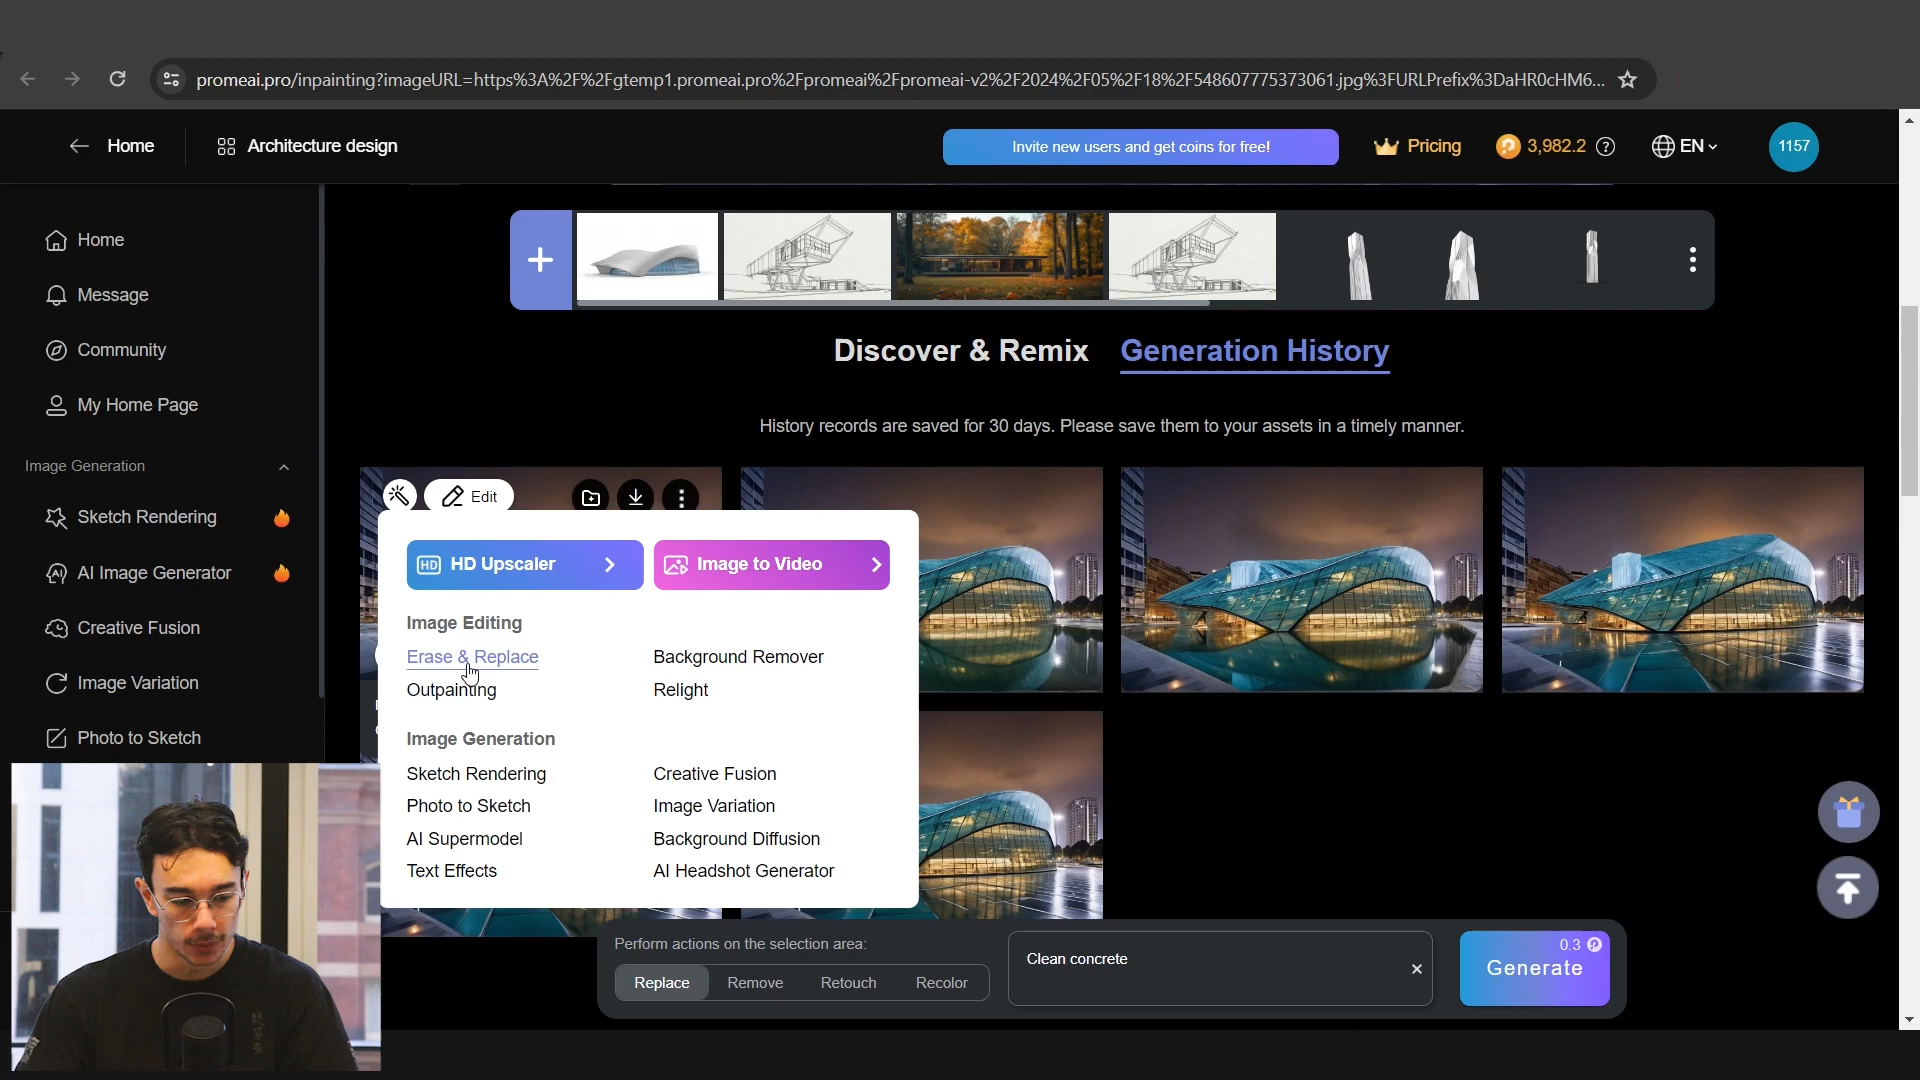 promeai.pro/inpainting?imageURL=https%3A%2F%2Fgtemp1.promeai.pro%2Fpromeai%2Fpromeai-v2%2F2024%2F05%2F18%2F548607775373061.jpg%3FURLPrefix%3DaHR0cHM6...
Home
Architecture design
Invite new users and get coins for free!
Pricing
3,982.2
EN
1157
Home
Message
Community
My Home Page
Image Generation
Sketch Rendering
AI Image Generator
Creative Fusion
Image Variation
Photo to Sketch
Discover & Remix
Generation History
History records are saved for 30 days. Please save them to your assets in a timely manner.
Edit
HD Upscaler
Image to Video
Image Editing
Erase & Replace
Background Remover
Outpainting
Relight
Image Generation
Sketch Rendering
Creative Fusion
Photo to Sketch
Image Variation
AI Supermodel
Background Diffusion
Text Effects
AI Headshot Generator
Perform actions on the selection area:
Replace
Remove
Retouch
Recolor
Clean concrete
0.3
Generate